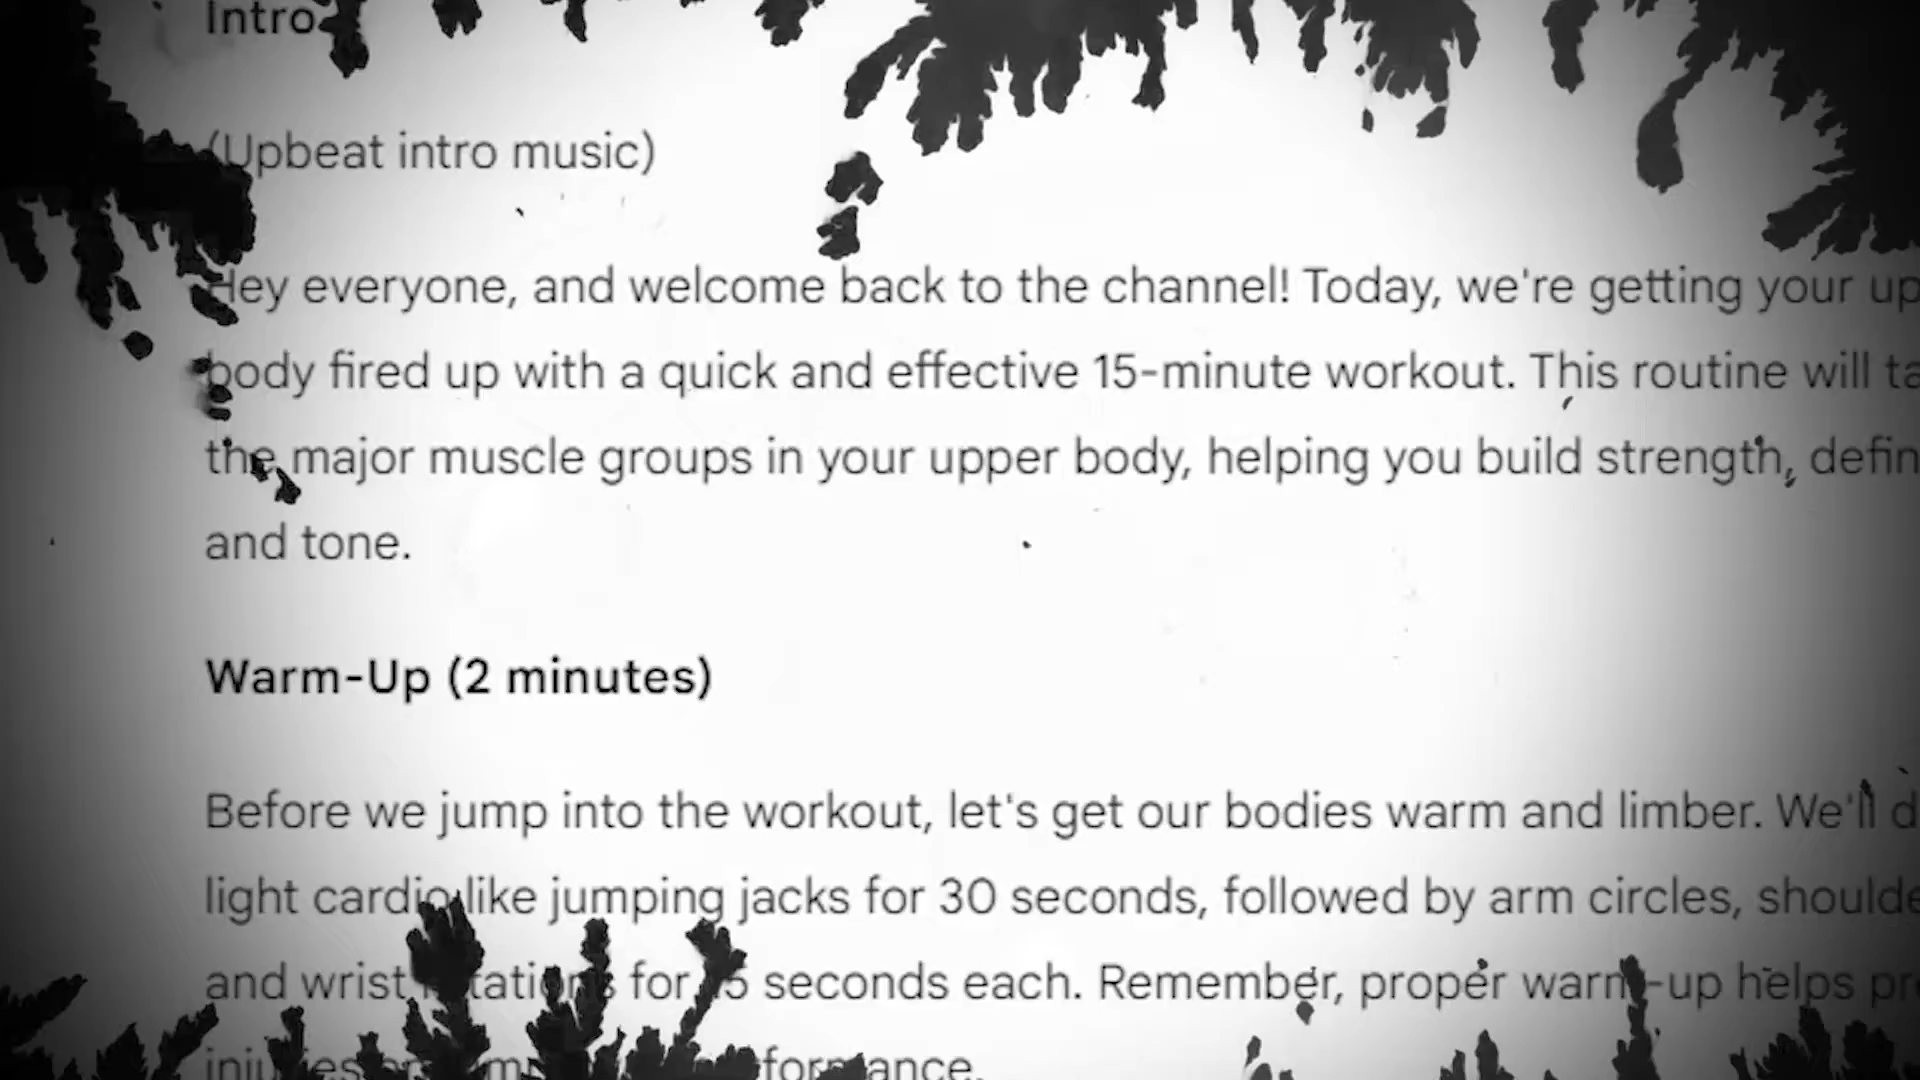 Intro
(Upbeat intro music)
Hey everyone, and welcome back to the channel! Today, we're getting your up
body fired up with a quick and effective 15-minute workout. This routine will ta
the major muscle groups in your upper body, helping you build strength, defin
and tone.
Warm-Up (2 minutes)
Before we jump into the workout, let's get our bodies warm and limber. We'll d
light cardio like jumping jacks for 30 seconds, followed by arm circles, shoulde
and wrist for seconds each. Remember, proper warm-up helps pr